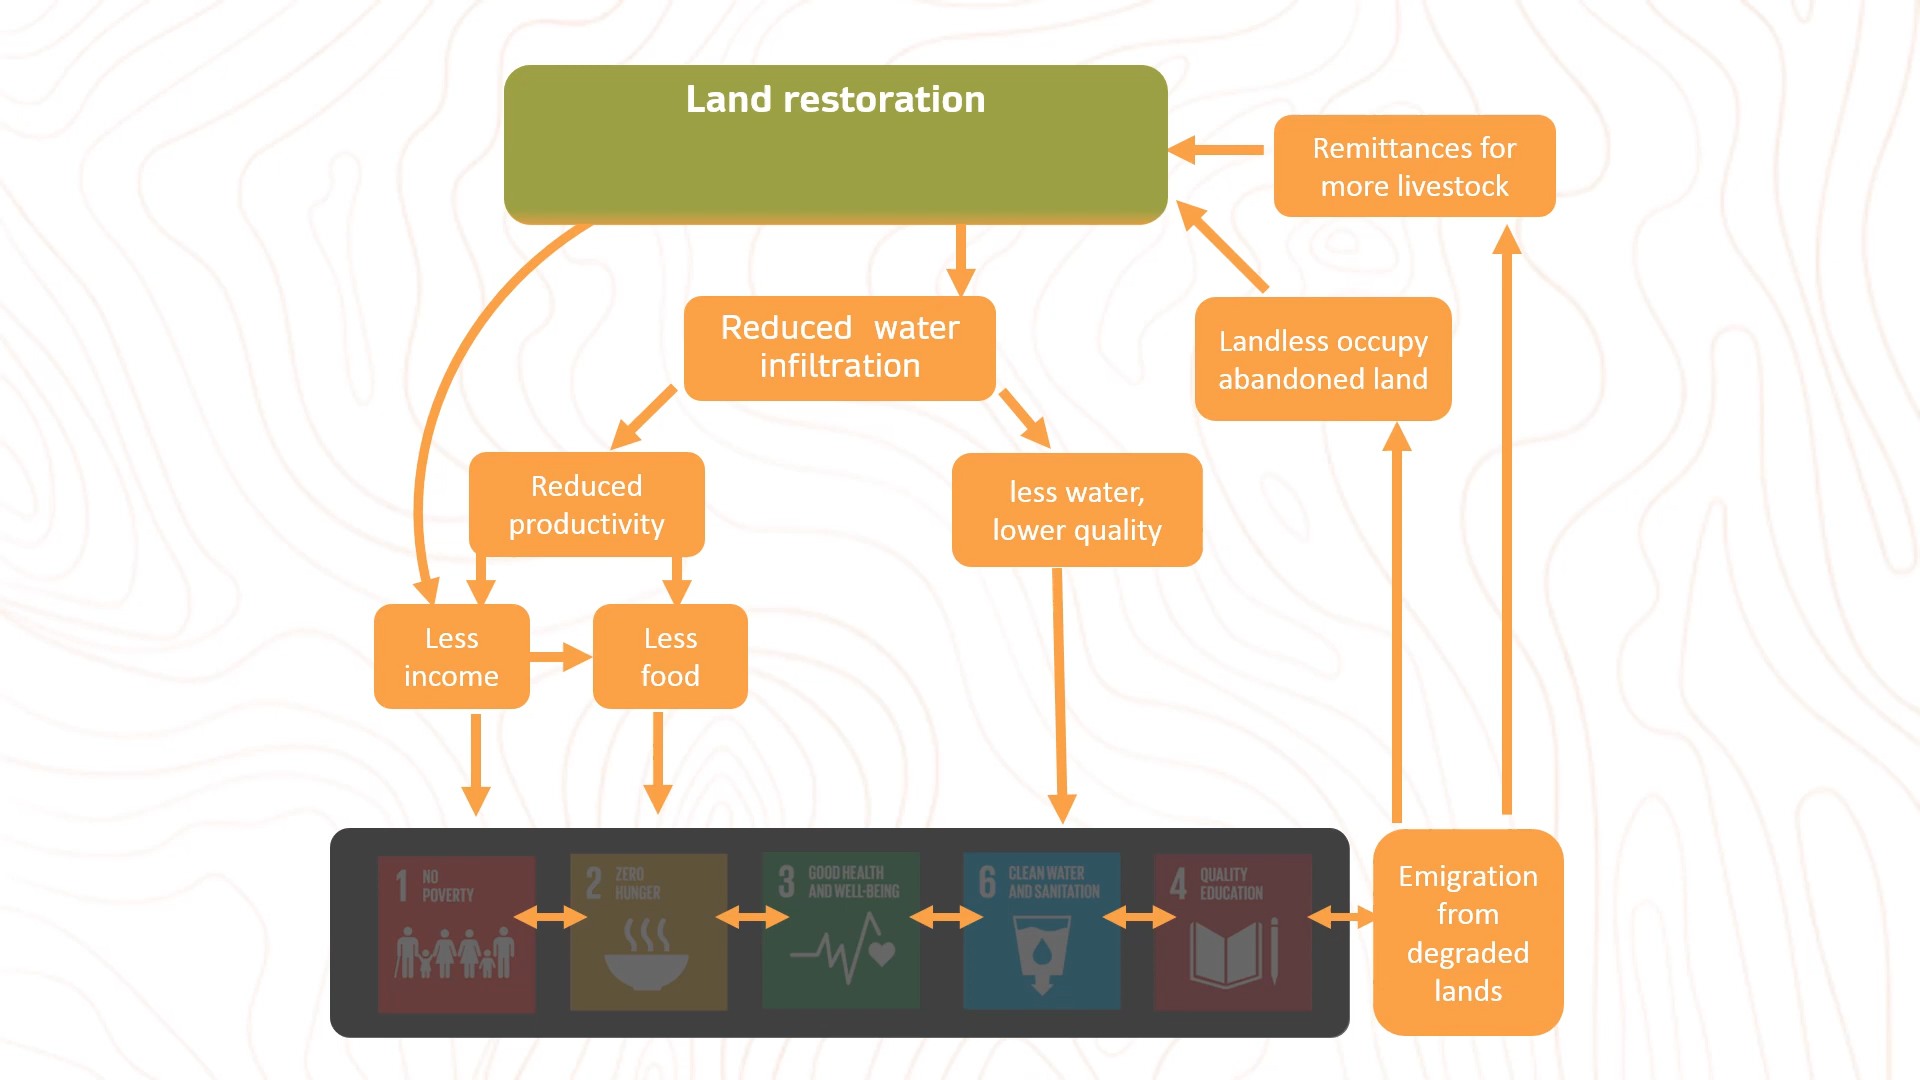 Land restoration
Remittances for
more livestock
Reduced water
infiltration
Landless occupy
abandoned land
Reduced
productivity
less water,
lower quality
Less
income
Less
food
1 NO
POVERTY
2 ZERO
HUNGER
3 GOOD HEALTH
AND WELL-BEING
6 CLEAN WATER
AND SANITATION
4 QUALITY
EDUCATION
Emigration
from
degraded
lands